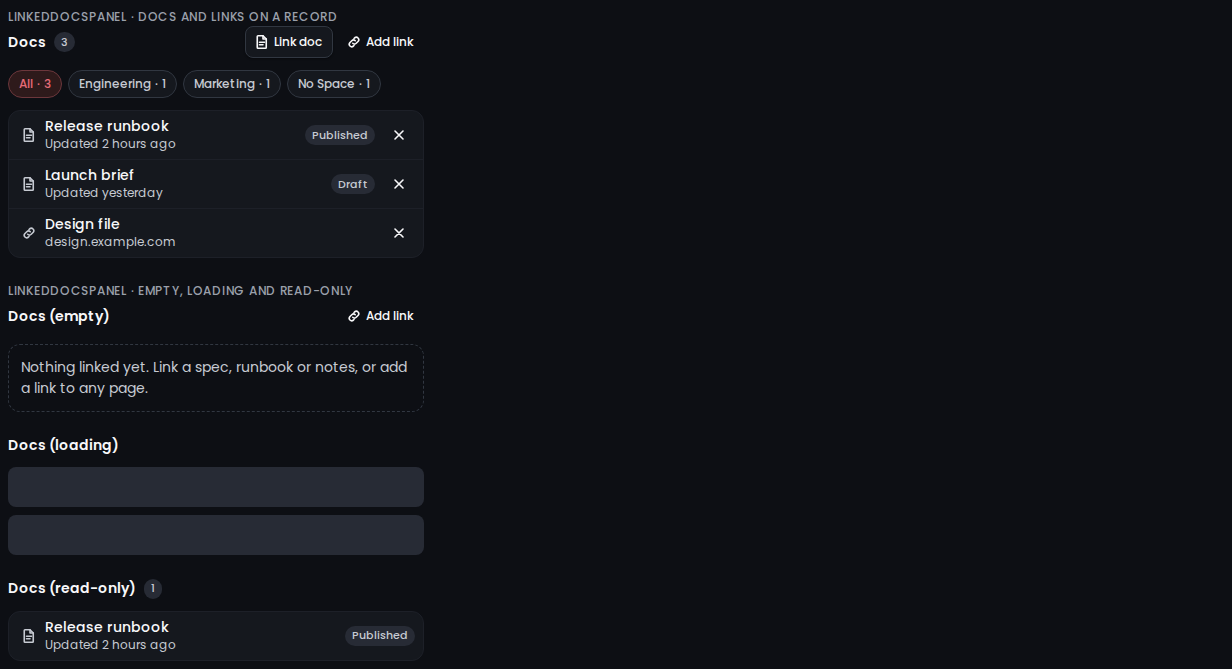 LINKEDDOCSPANEL · DOCS AND LINKS ON A RECORD
Docs 3 Link doc Add link
All · 3 Engineering · 1 Marketing · 1 No Space · 1
Release runbook
Updated 2 hours ago
Published
Launch brief
Updated yesterday
Draft
Design file
design.example.com
LINKEDDOCSPANEL · EMPTY, LOADING AND READ-ONLY
Docs (empty) Add link
Nothing linked yet. Link a spec, runbook or notes, or add
a link to any page.
Docs (loading)
Docs (read-only) 1
Release runbook
Updated 2 hours ago
Published